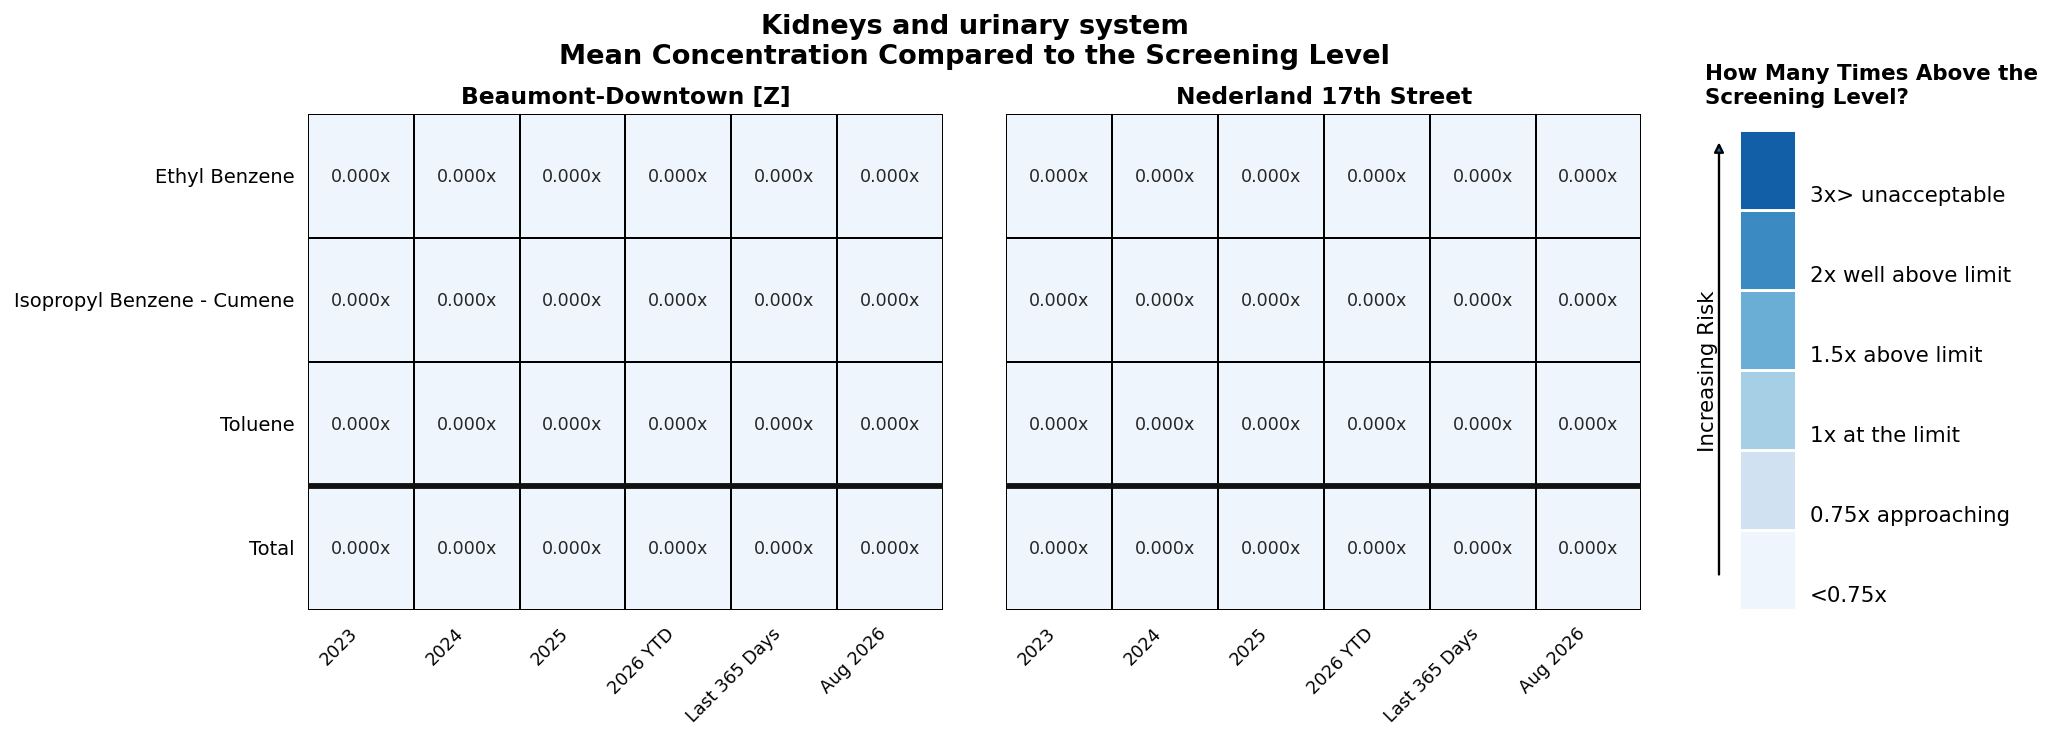 Kidneys and urinary system
Mean Concentration Compared to the Screening Level
Beaumont-Downtown [Z]
Nederland 17th Street
How Many Times Above the
Screening Level?
Ethyl Benzene
0.000x 0.000x 0.000x 0.000x 0.000x 0.000x
0.000x 0.000x 0.000x 0.000x 0.000x 0.000x
Isopropyl Benzene - Cumene
0.000x 0.000x 0.000x 0.000x 0.000x 0.000x
0.000x 0.000x 0.000x 0.000x 0.000x 0.000x
Toluene
0.000x 0.000x 0.000x 0.000x 0.000x 0.000x
0.000x 0.000x 0.000x 0.000x 0.000x 0.000x
Total
0.000x 0.000x 0.000x 0.000x 0.000x 0.000x
0.000x 0.000x 0.000x 0.000x 0.000x 0.000x
2023
2024
2025
2026 YTD
Last 365 Days
Aug 2026
2023
2024
2025
2026 YTD
Last 365 Days
Aug 2026
Increasing Risk
3x> unacceptable
2x well above limit
1.5x above limit
1x at the limit
0.75x approaching
<0.75x